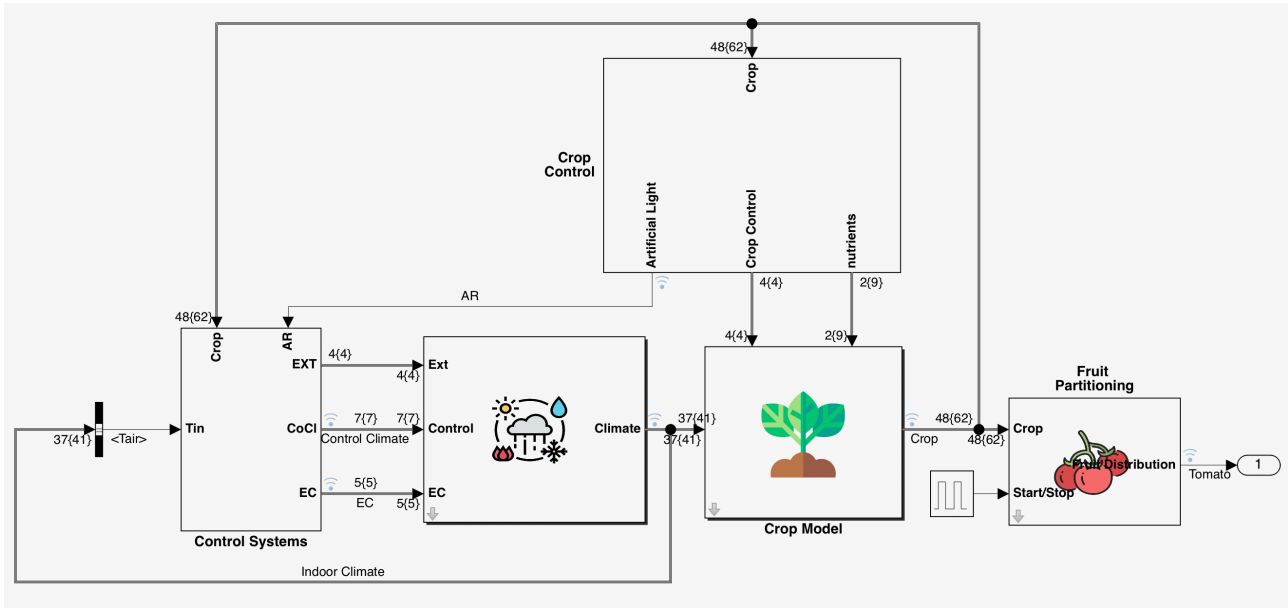 48{62}
Crop
Crop
Control
Artificial Light
Crop Control
nutrients
4{4}
2{9}
AR
48{62}
Crop
AR
4{4}
2{9}
EXT
4{4}
4{4}
Ext
Fruit
Partitioning
37{41}
<Tair>
Tin
CoCl
7{7}
7{7}
Control Climate
Control
Climate
37{41}
37{41}
48{62}
Crop
48{62}
Crop
Fruit Distribution
Tomato
1
Start/Stop
EC
5{5}
EC
5{5}
EC
Control Systems
Crop Model
Indoor Climate